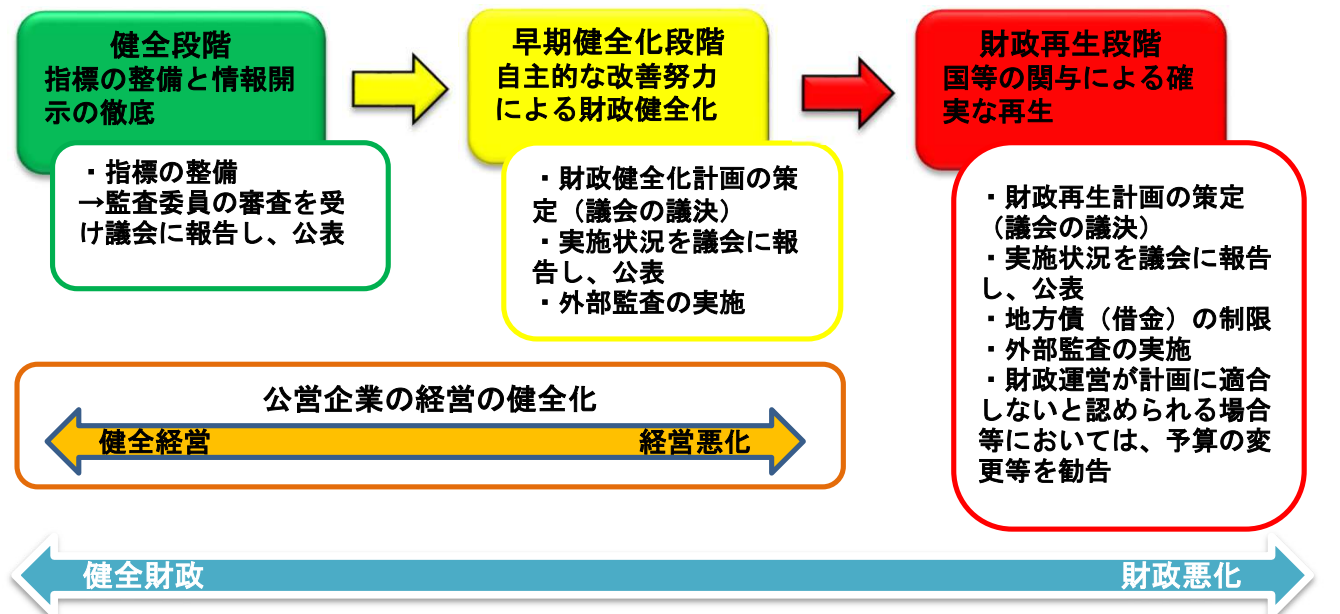 健全段階
指標の整備と情報開
示の徹底
・指標の整備
→監査委員の審査を受
け議会に報告し、公表
早期健全化段階
自主的な改善努力
による財政健全化
・財政健全化計画の策
定（議会の議決）
・実施状況を議会に報
告し、公表
・外部監査の実施
財政再生段階
国等の関与による確
実な再生
・財政再生計画の策定
（議会の議決）
・実施状況を議会に報告
し、公表
・地方債（借金）の制限
・外部監査の実施
・財政運営が計画に適合
しないと認められる場合
等においては、予算の変
更等を勧告
公営企業の経営の健全化
健全経営
経営悪化
健全財政
財政悪化